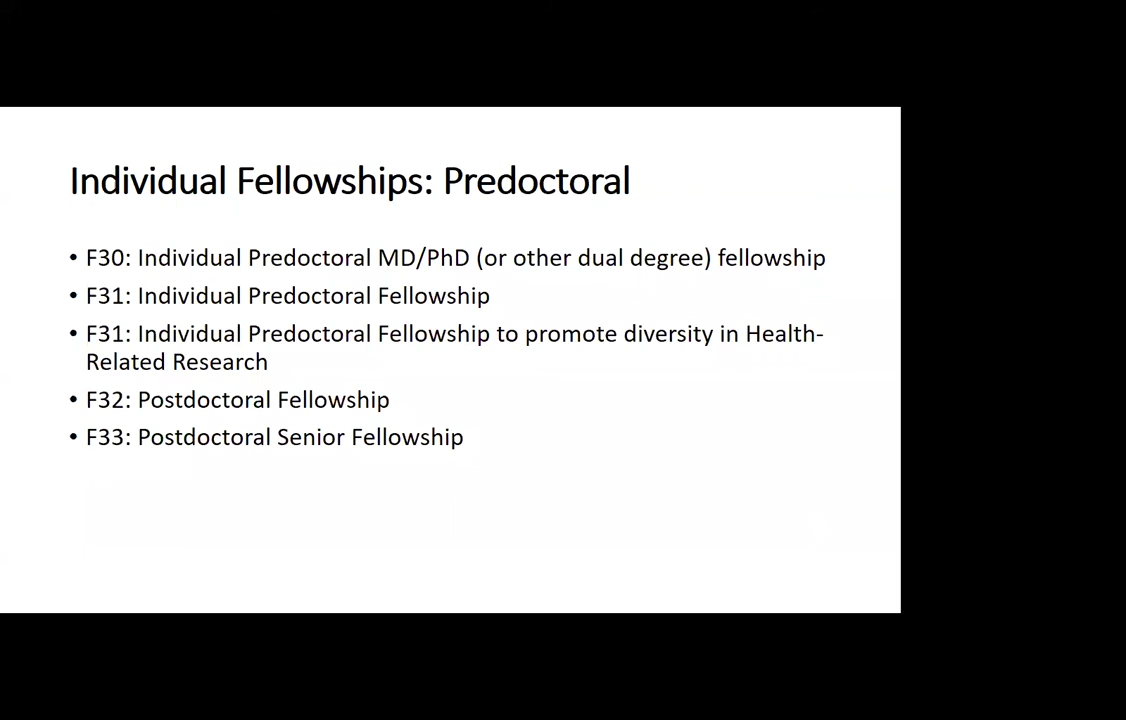 Individual Fellowships: Predoctoral
• F30: Individual Predoctoral MD/PhD (or other dual degree) fellowship
• F31: Individual Predoctoral Fellowship
• F31: Individual Predoctoral Fellowship to promote diversity in Health-
Related Research
• F32: Postdoctoral Fellowship
• F33: Postdoctoral Senior Fellowship